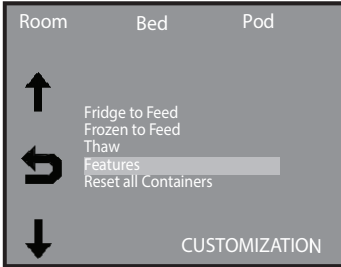 Room Bed Pod
Fridge to Feed
Frozen to Feed
Thaw
Features
Reset all Containers
CUSTOMIZATION